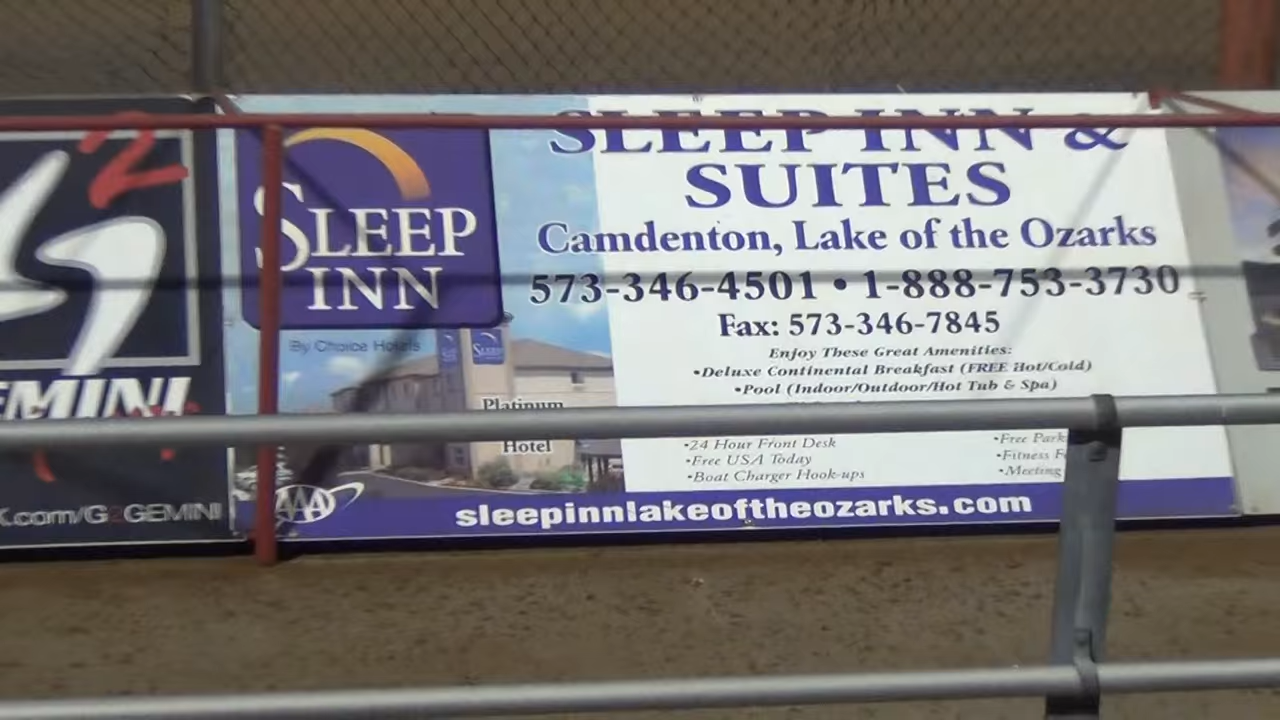 2
EMINI
K.com/G2GEMINI
SLEEP
INN
By Choice Hotels
SLEEP
Platinum
Hotel
AAA
SLEEP INN &
SUITES
Camdenton, Lake of the Ozarks
573-346-4501 • 1-888-753-3730
Fax: 573-346-7845
Enjoy These Great Amenities:
•Deluxe Continental Breakfast (FREE Hot/Cold)
•Pool (Indoor/Outdoor/Hot Tub & Spa)
•24 Hour Front Desk
•Free USA Today
•Boat Charger Hook-ups
•Free Park
•Fitness
•Meeting
sleepinnlakeoftheozarks.com